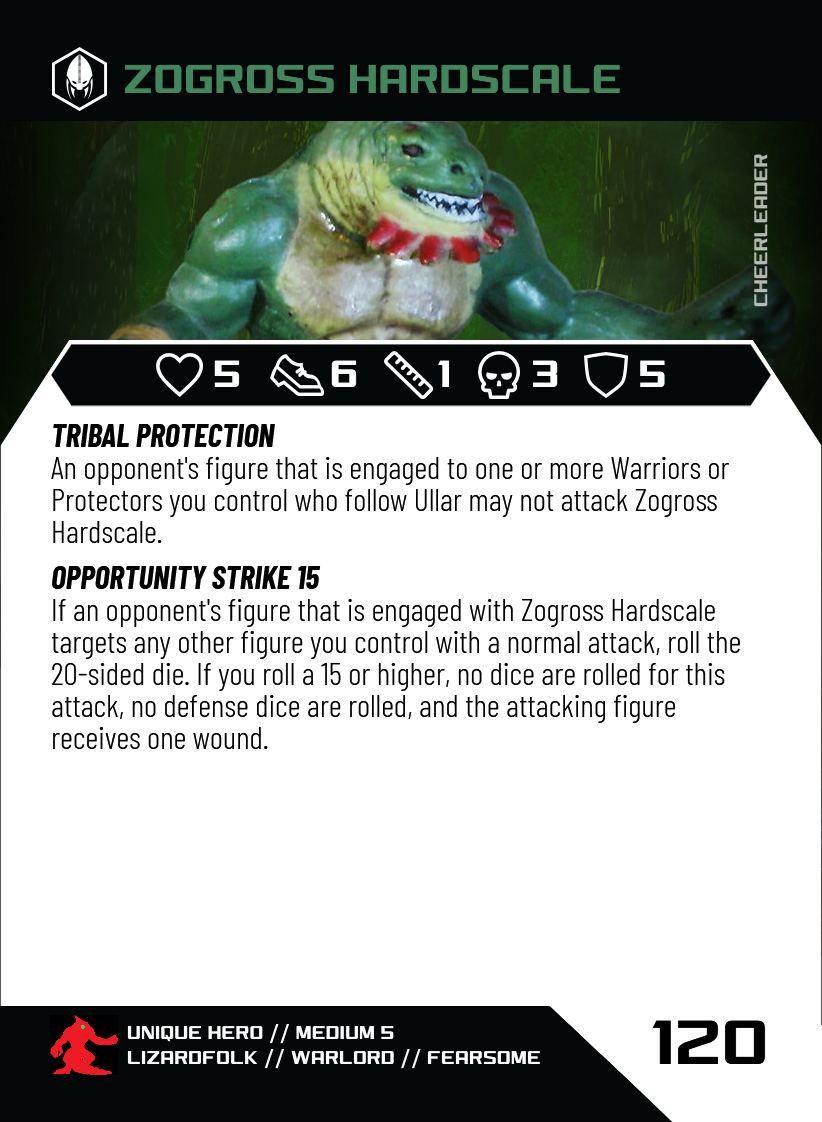 ZOGROSS HARDSCALE
CHEERLEADER
5 6 1 3 5
TRIBAL PROTECTION
An opponent's figure that is engaged to one or more Warriors or
Protectors you control who follow Ullar may not attack Zogross
Hardscale.
OPPORTUNITY STRIKE 15
If an opponent's figure that is engaged with Zogross Hardscale
targets any other figure you control with a normal attack, roll the
20-sided die. If you roll a 15 or higher, no dice are rolled for this
attack, no defense dice are rolled, and the attacking figure
receives one wound.
UNIQUE HERO // MEDIUM 5
LIZARDFOLK // WARLORD // FEARSOME
120